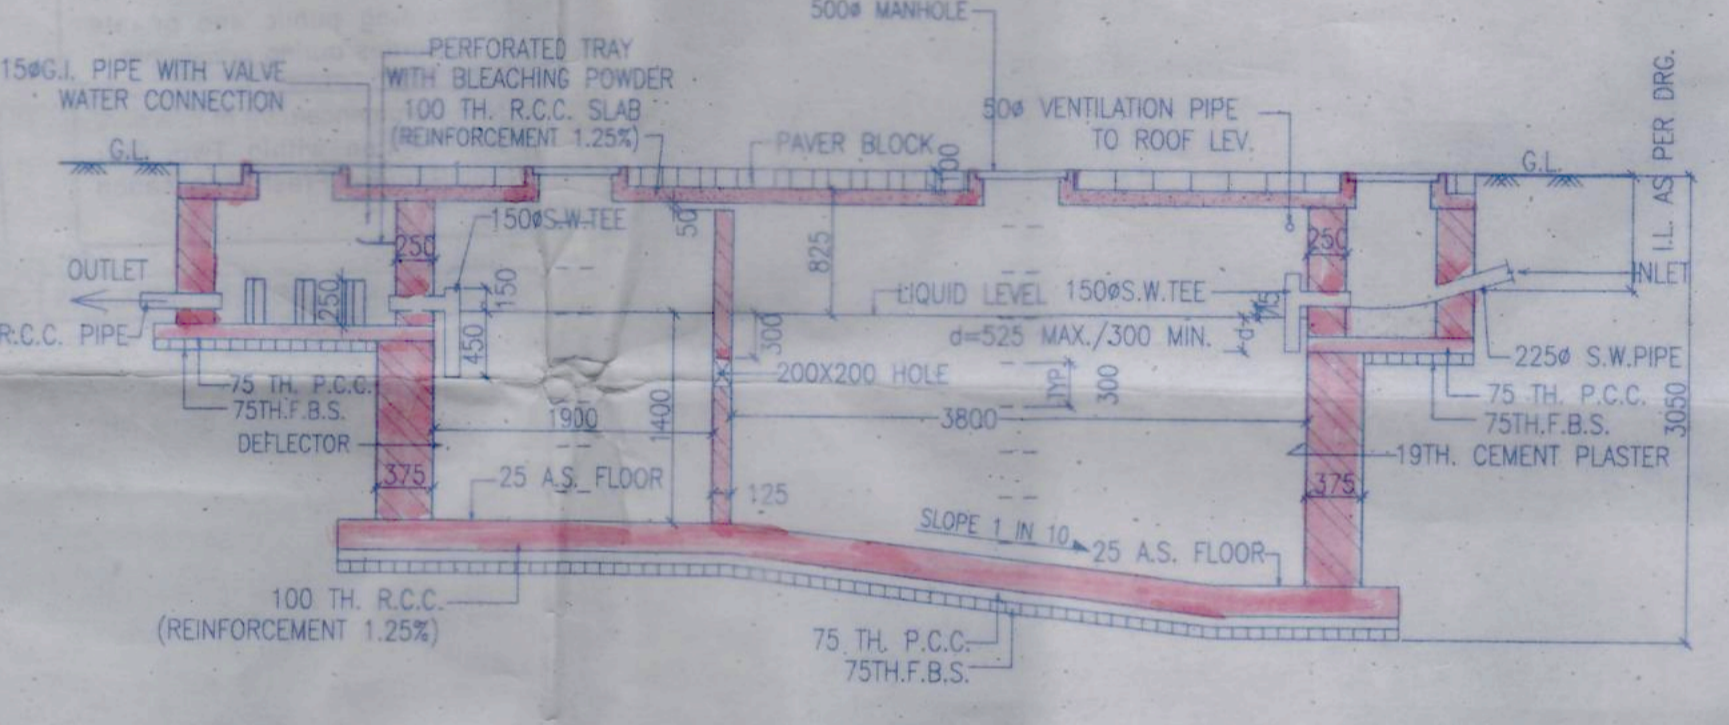 500ø MANHOLE
PERFORATED TRAY
WITH BLEACHING POWDER
15øG.I. PIPE WITH VALVE
WATER CONNECTION
100 TH. R.C.C. SLAB
(REINFORCEMENT 1.25%)
PAVER BLOCK
100
50ø VENTILATION PIPE
TO ROOF LEV.
I.L. AS PER DRG.
G.L.
G.L.
150øS.W.TEE
50
825
250
250
OUTLET
INLET
250
150
LIQUID LEVEL
150øS.W.TEE
75
R.C.C. PIPE
450
300
d=525 MAX./300 MIN.
d
225ø S.W.PIPE
200X200 HOLE
TYP.
300
75 TH. P.C.C.
75TH.F.B.S.
75 TH. P.C.C.
75TH.F.B.S.
3050
1900
1400
3800
DEFLECTOR
19TH. CEMENT PLASTER
375
25 A.S. FLOOR
125
375
SLOPE 1 IN 10
25 A.S. FLOOR
100 TH. R.C.C.
(REINFORCEMENT 1.25%)
75 TH. P.C.C.
75TH.F.B.S.